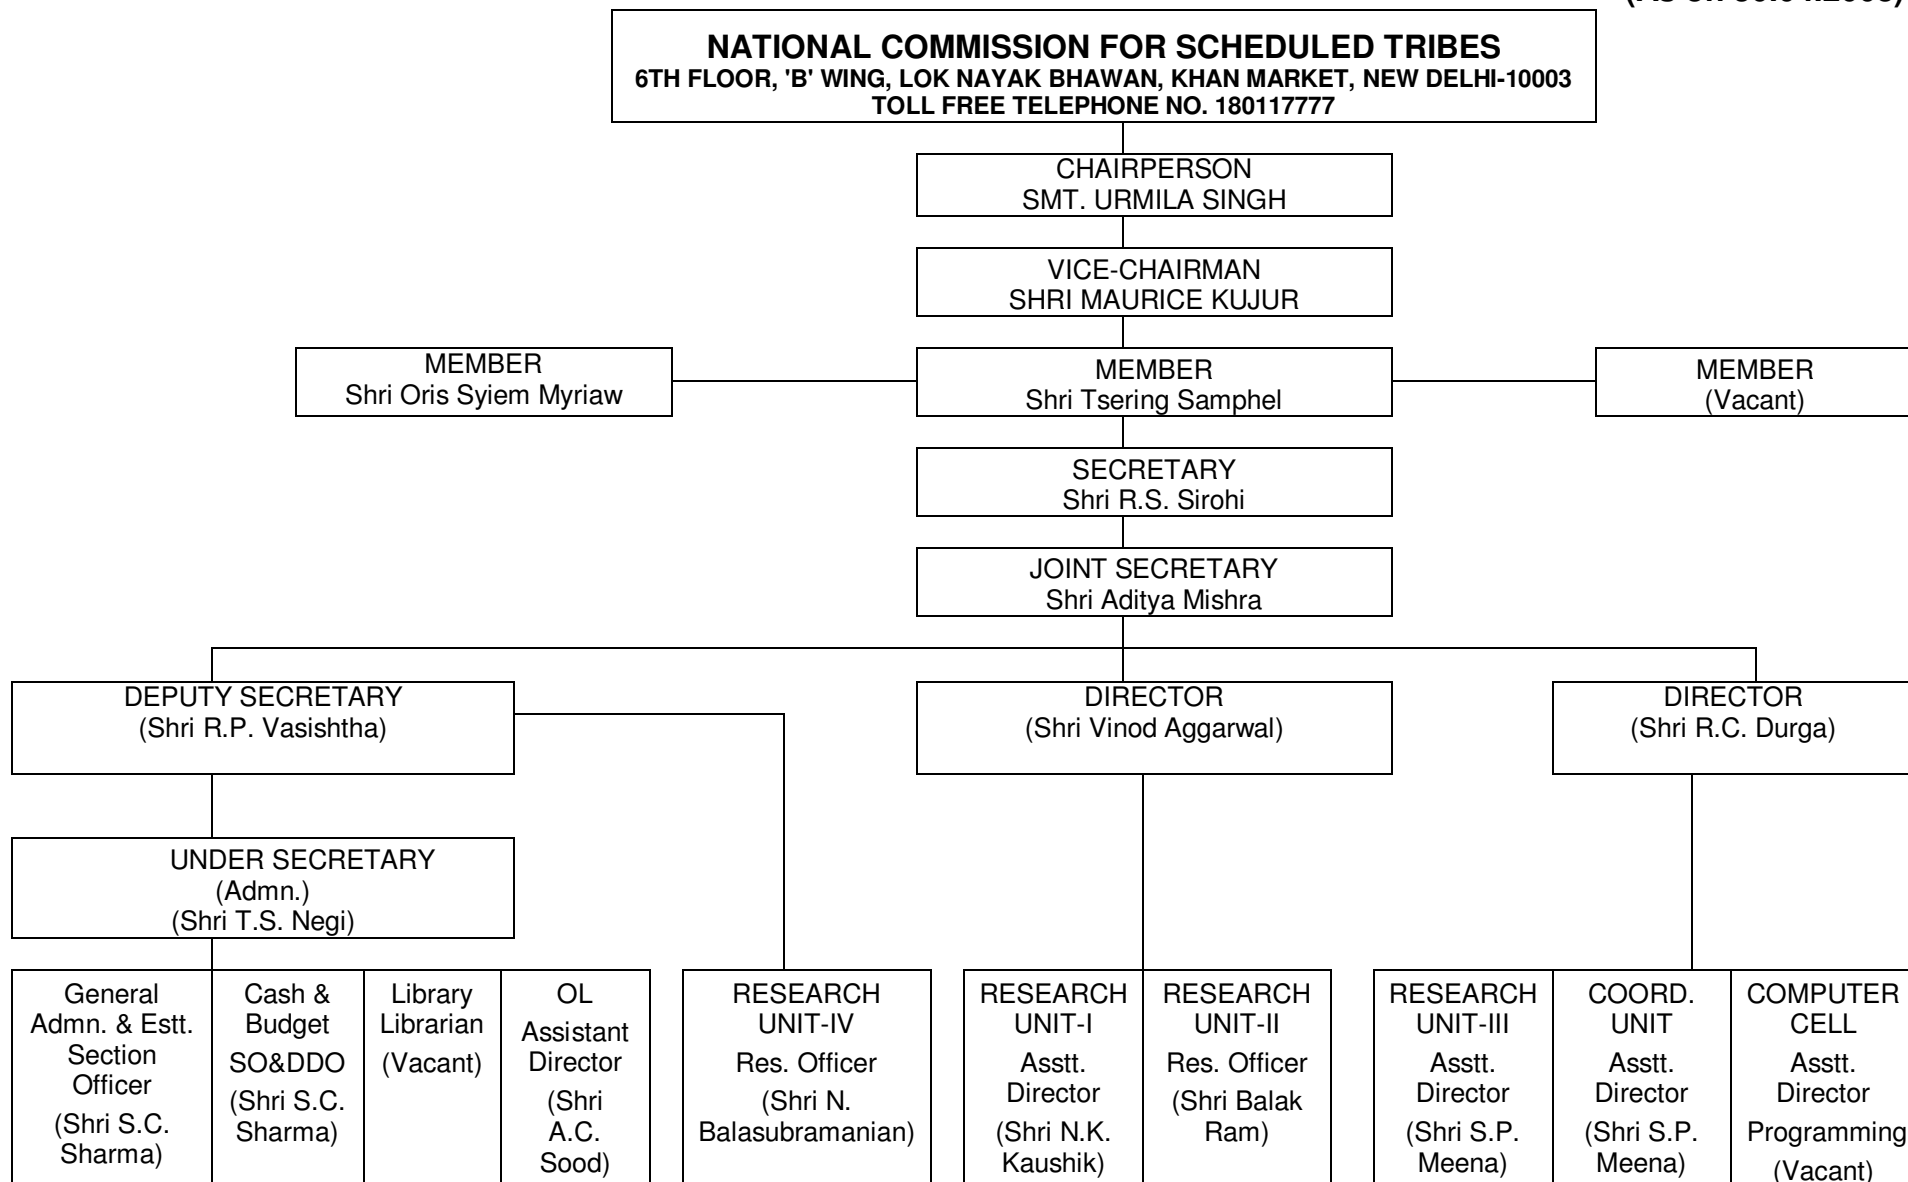 NATIONAL COMMISSION FOR SCHEDULED TRIBES
6TH FLOOR, 'B' WING, LOK NAYAK BHAWAN, KHAN MARKET, NEW DELHI-10003
TOLL FREE TELEPHONE NO. 180117777
CHAIRPERSON
SMT. URMILA SINGH
VICE-CHAIRMAN
SHRI MAURICE KUJUR
MEMBER
Shri Oris Syiem Myriaw
MEMBER
Shri Tsering Samphel
MEMBER
(Vacant)
SECRETARY
Shri R.S. Sirohi
JOINT SECRETARY
Shri Aditya Mishra
DEPUTY SECRETARY
(Shri R.P. Vasishtha)
DIRECTOR
(Shri Vinod Aggarwal)
DIRECTOR
(Shri R.C. Durga)
UNDER SECRETARY
(Admn.)
(Shri T.S. Negi)
General
Admn. & Estt.
Section
Officer
(Shri S.C.
Sharma)
Cash &
Budget
SO&DDO
(Shri S.C.
Sharma)
Library
Librarian
(Vacant)
OL
Assistant
Director
(Shri
A.C.
Sood)
RESEARCH
UNIT-IV
Res. Officer
(Shri N.
Balasubramanian)
RESEARCH
UNIT-I
Asstt.
Director
(Shri N.K.
Kaushik)
RESEARCH
UNIT-II
Res. Officer
(Shri Balak
Ram)
RESEARCH
UNIT-III
Asstt.
Director
(Shri S.P.
Meena)
COORD.
UNIT
Asstt.
Director
(Shri S.P.
Meena)
COMPUTER
CELL
Asstt.
Director
Programming
(Vacant)